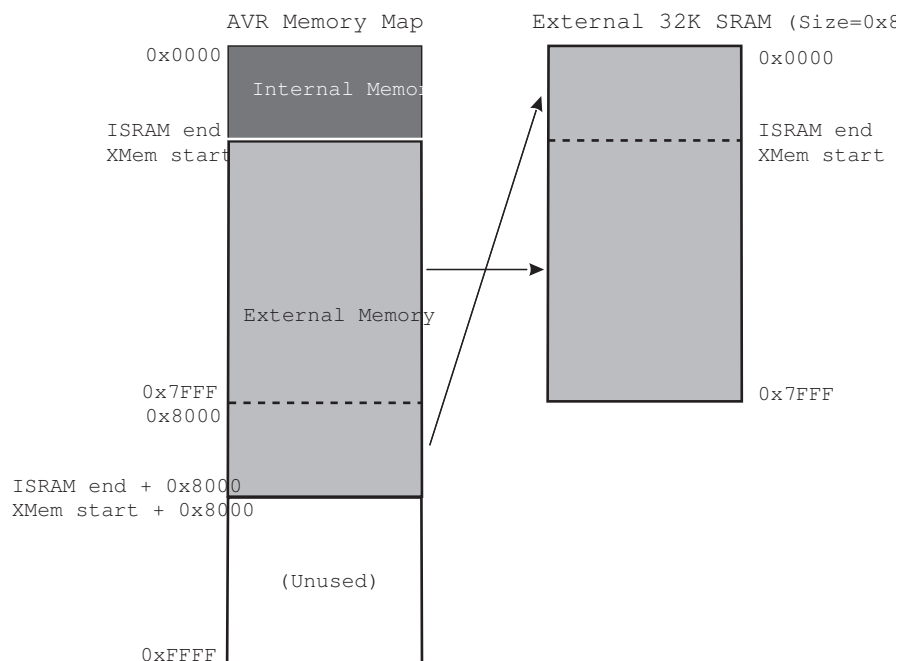 AVR Memory Map
External 32K SRAM (Size=0x8
0x0000
Internal Memor
ISRAM end
XMem start
External Memory
0x7FFF
0x8000
ISRAM end + 0x8000
XMem start + 0x8000
(Unused)
0xFFFF
0x0000
ISRAM end
XMem start
0x7FFF